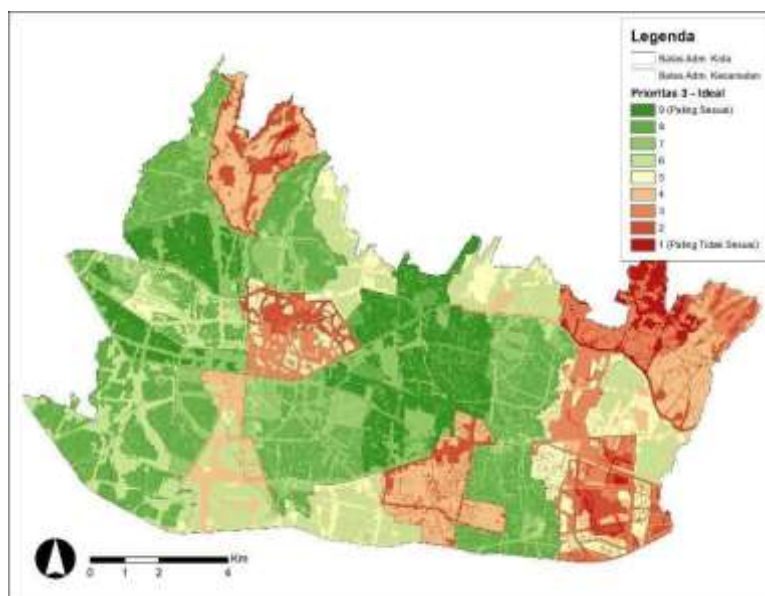 Legenda
Batas Adm. Kota
Batas Adm. Kecamatan
Prioritas 3 - Ideal
9 (Paling Sesuai)
8
7
6
5
4
3
2
1 (Paling Tidak Sesuai)
Km
0 1 2 4